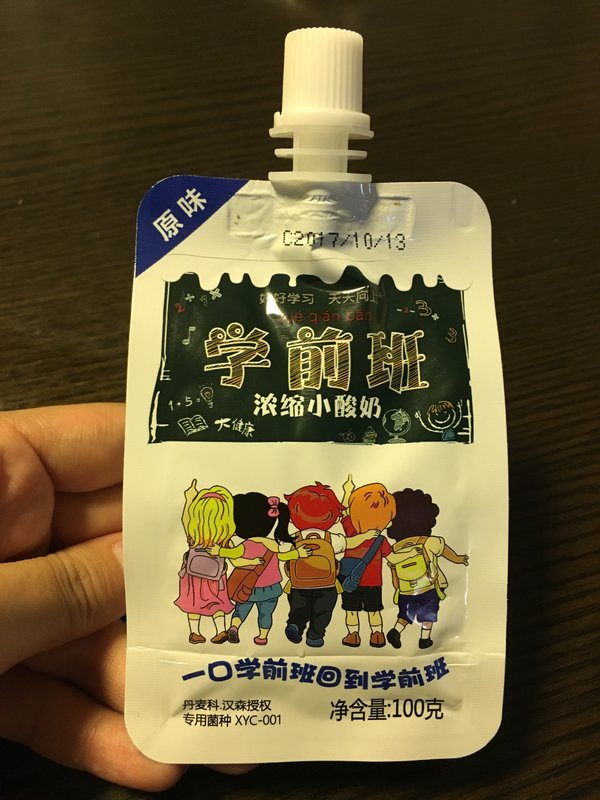 原味
C2017/10/13
好好学习 天天向上
xué qián bān
学前班
浓缩小酸奶
1+5=
大健康
一口学前班回到学前班
丹麦科.汉森授权
专用菌种 XYC-001
净含量:100克